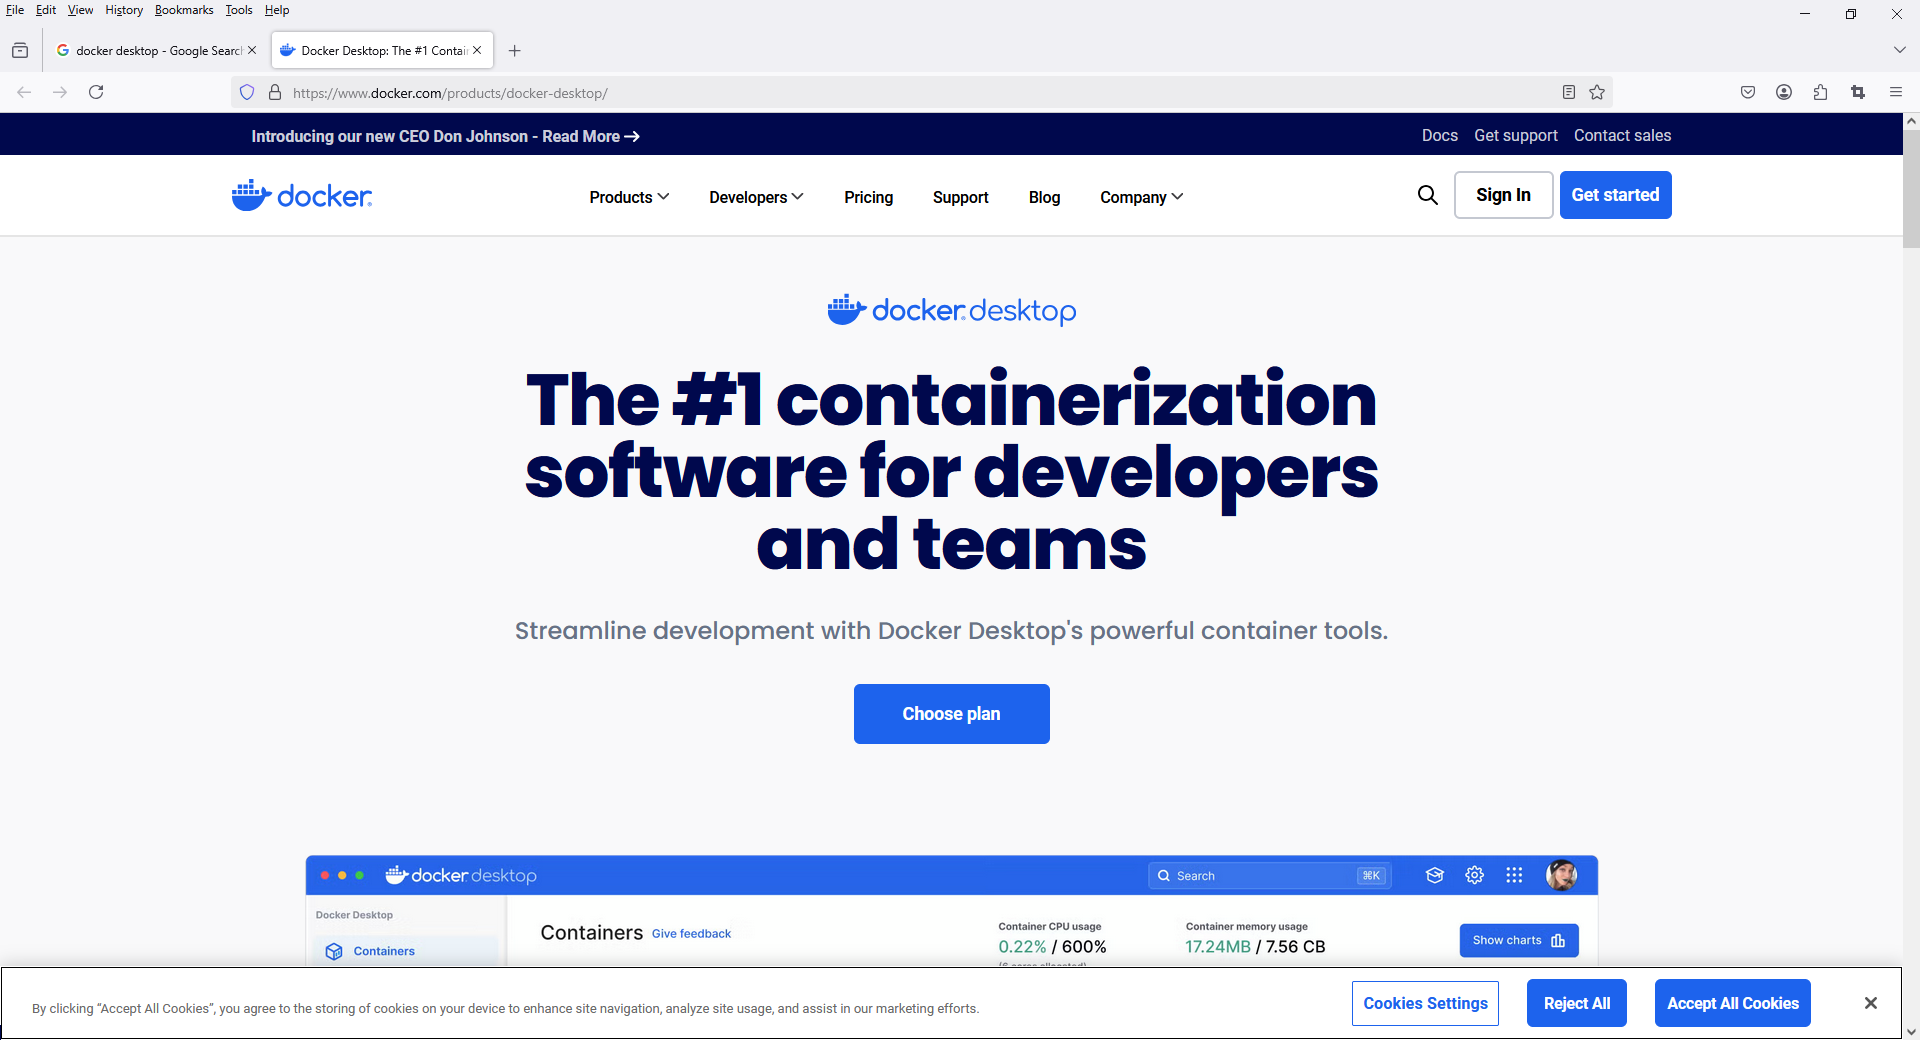 File Edit View History Bookmarks Tools Help
docker desktop - Google Search
Docker Desktop: The #1 Contai
https://www.docker.com/products/docker-desktop/
Introducing our new CEO Don Johnson - Read More →
Docs Get support Contact sales
docker
Products Developers Pricing Support Blog Company
Sign In Get started
docker desktop
The #1 containerization
software for developers
and teams
Streamline development with Docker Desktop's powerful container tools.
Choose plan
docker desktop
Search ⌘K
Docker Desktop
Containers
Containers Give feedback
Container CPU usage
0.22% / 600%
(6 cores allocated)
Container memory usage
17.24MB / 7.56 CB
Show charts
By clicking “Accept All Cookies”, you agree to the storing of cookies on your device to enhance site navigation, analyze site usage, and assist in our marketing efforts.
Cookies Settings Reject All Accept All Cookies